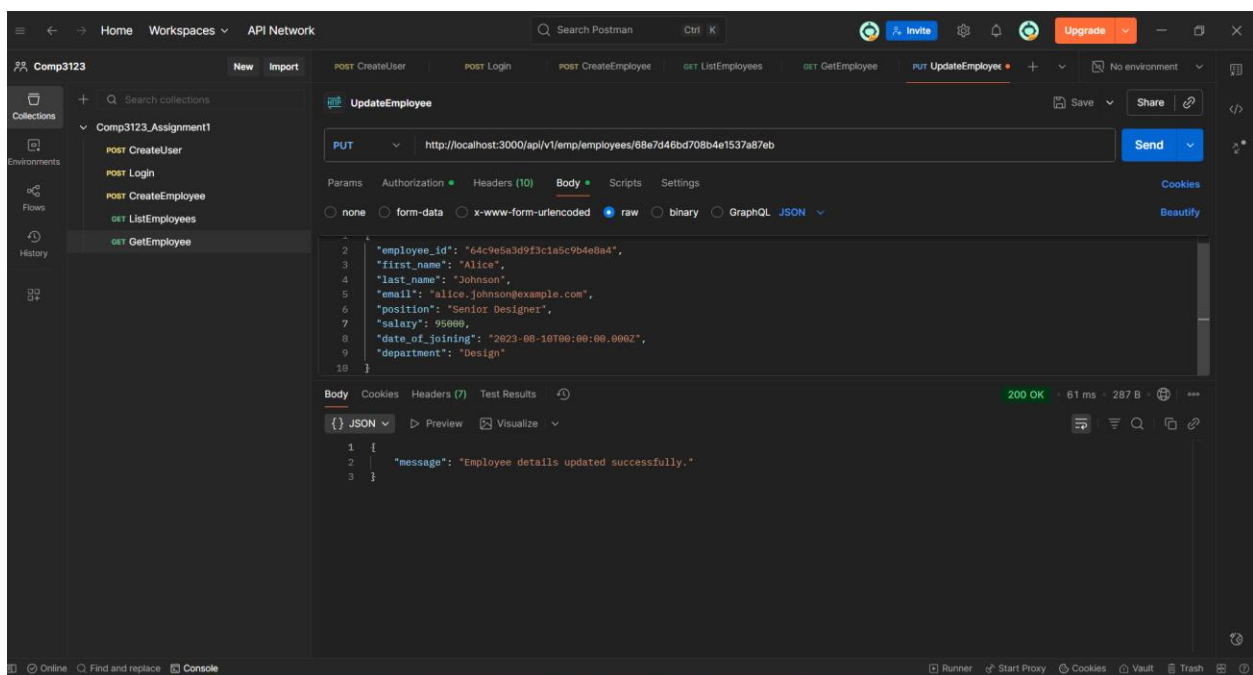 Home Workspaces API Network Search Postman Ctrl K Invite Upgrade
Comp3123 New Import POST CreateUser POST Login POST CreateEmployee GET ListEmployees GET GetEmployee PUT UpdateEmployee No environment
Collections
Environments
Flows
History
Search collections
Comp3123_Assignment1
POST CreateUser
POST Login
POST CreateEmployee
GET ListEmployees
GET GetEmployee
HTTP UpdateEmployee Save Share
PUT http://localhost:3000/api/v1/emp/employees/68e7d46bd708b4e1537a87eb Send
Params Authorization Headers (10) Body Scripts Settings Cookies
none form-data x-www-form-urlencoded raw binary GraphQL JSON Beautify
1 {
2 "employee_id": "64c9e5a3d9f3c1a5c9b4e8a4",
3 "first_name": "Alice",
4 "last_name": "Johnson",
5 "email": "alice.johnson@example.com",
6 "position": "Senior Designer",
7 "salary": 95000,
8 "date_of_joining": "2023-08-10T00:00:00.000Z",
9 "department": "Design"
10 }
Body Cookies Headers (7) Test Results 200 OK 61 ms 287 B
{} JSON Preview Visualize
1 {
2 "message": "Employee details updated successfully."
3 }
Online Find and replace Console Runner Start Proxy Cookies Vault Trash